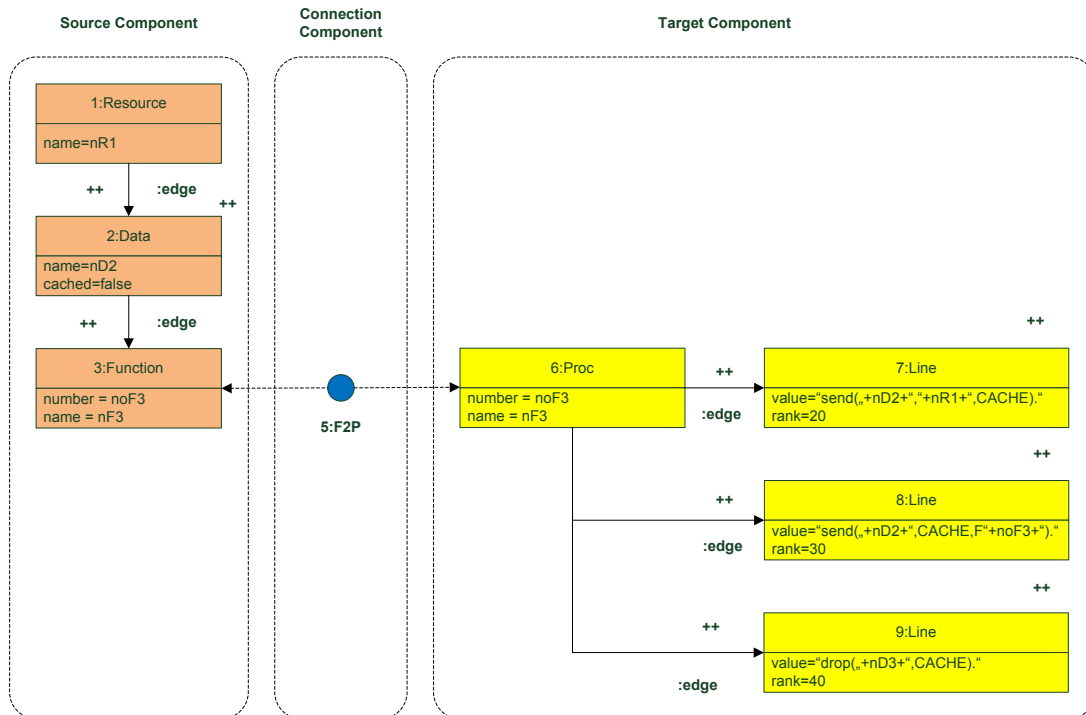 Source Component
Connection
Component
Target Component
1:Resource
name=nR1
++ :edge
++
2:Data
name=nD2
cached=false
++ :edge
3:Function
number = noF3
name = nF3
5:F2P
6:Proc
number = noF3
name = nF3
++
:edge
++
7:Line
value=“send(„+nD2+“,“+nR1+“,CACHE).“
rank=20
++
:edge
++
8:Line
value=“send(„+nD2+“,CACHE,F“+noF3+“).“
rank=30
++
:edge
++
9:Line
value=“drop(„+nD3+“,CACHE).“
rank=40